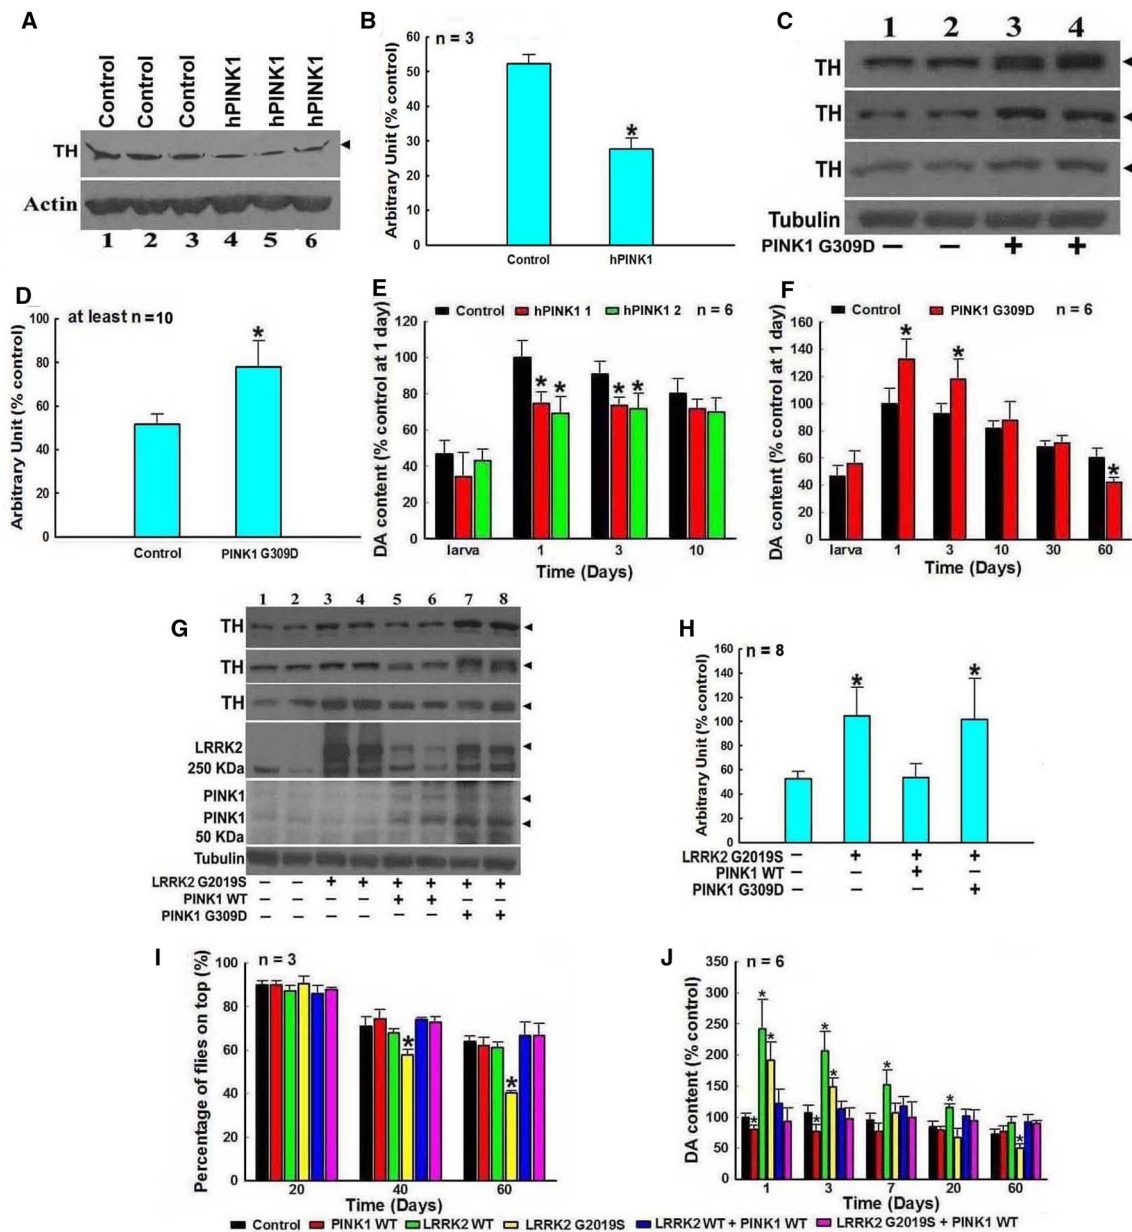 A
Control Control Control hPINK1 hPINK1 hPINK1
TH
Actin
1 2 3 4 5 6
B
n = 3
Arbitrary Unit (% control)
60
50
40
30
20
10
0
*
Control hPINK1
C
1 2 3 4
TH
TH
TH
Tubulin
PINK1 G309D − − + +
D
at least n =10
Arbitrary Unit (% control)
100
80
60
40
20
0
*
Control PINK1 G309D
E
Control hPINK1 1 hPINK1 2 n = 6
DA content (% control at 1 day)
120
100
80
60
40
20
0
* * * *
larva 1 3 10
Time (Days)
F
Control PINK1 G309D n = 6
DA content (% control at 1 day)
160
140
120
100
80
60
40
20
0
* * *
larva 1 3 10 30 60
Time (Days)
G
1 2 3 4 5 6 7 8
TH
TH
TH
LRRK2
250 KDa
PINK1
PINK1
50 KDa
Tubulin
LRRK2 G2019S − − + + + + + +
PINK1 WT − − − − + + − −
PINK1 G309D − − − − − − + +
H
n = 8
Arbitrary Unit (% control)
160
140
120
100
80
60
40
20
0
* *
LRRK2 G2019S − + + +
PINK1 WT − − + −
PINK1 G309D − − − +
I
n = 3
Percentage of flies on top (%)
100
80
60
40
20
0
* *
20 40 60
Time (Days)
J
n = 6
DA content (% control)
350
300
250
200
150
100
50
0
* * * * * * * * *
1 3 7 20 60
Time (Days)
Control PINK1 WT LRRK2 WT LRRK2 G2019S LRRK2 WT + PINK1 WT LRRK2 G2019S + PINK1 WT